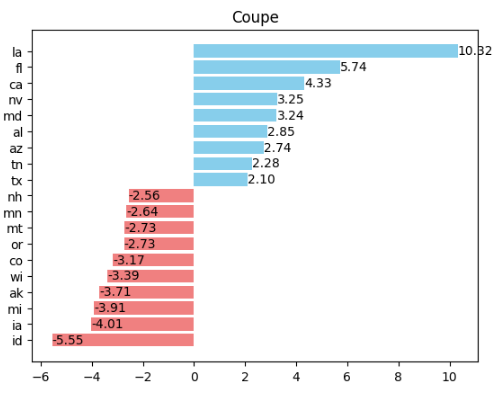 Coupe
la 10.32
fl 5.74
ca 4.33
nv 3.25
md 3.24
al 2.85
az 2.74
tn 2.28
tx 2.10
nh -2.56
mn -2.64
mt -2.73
or -2.73
co -3.17
wi -3.39
ak -3.71
mi -3.91
ia -4.01
id -5.55
−6 −4 −2 0 2 4 6 8 10